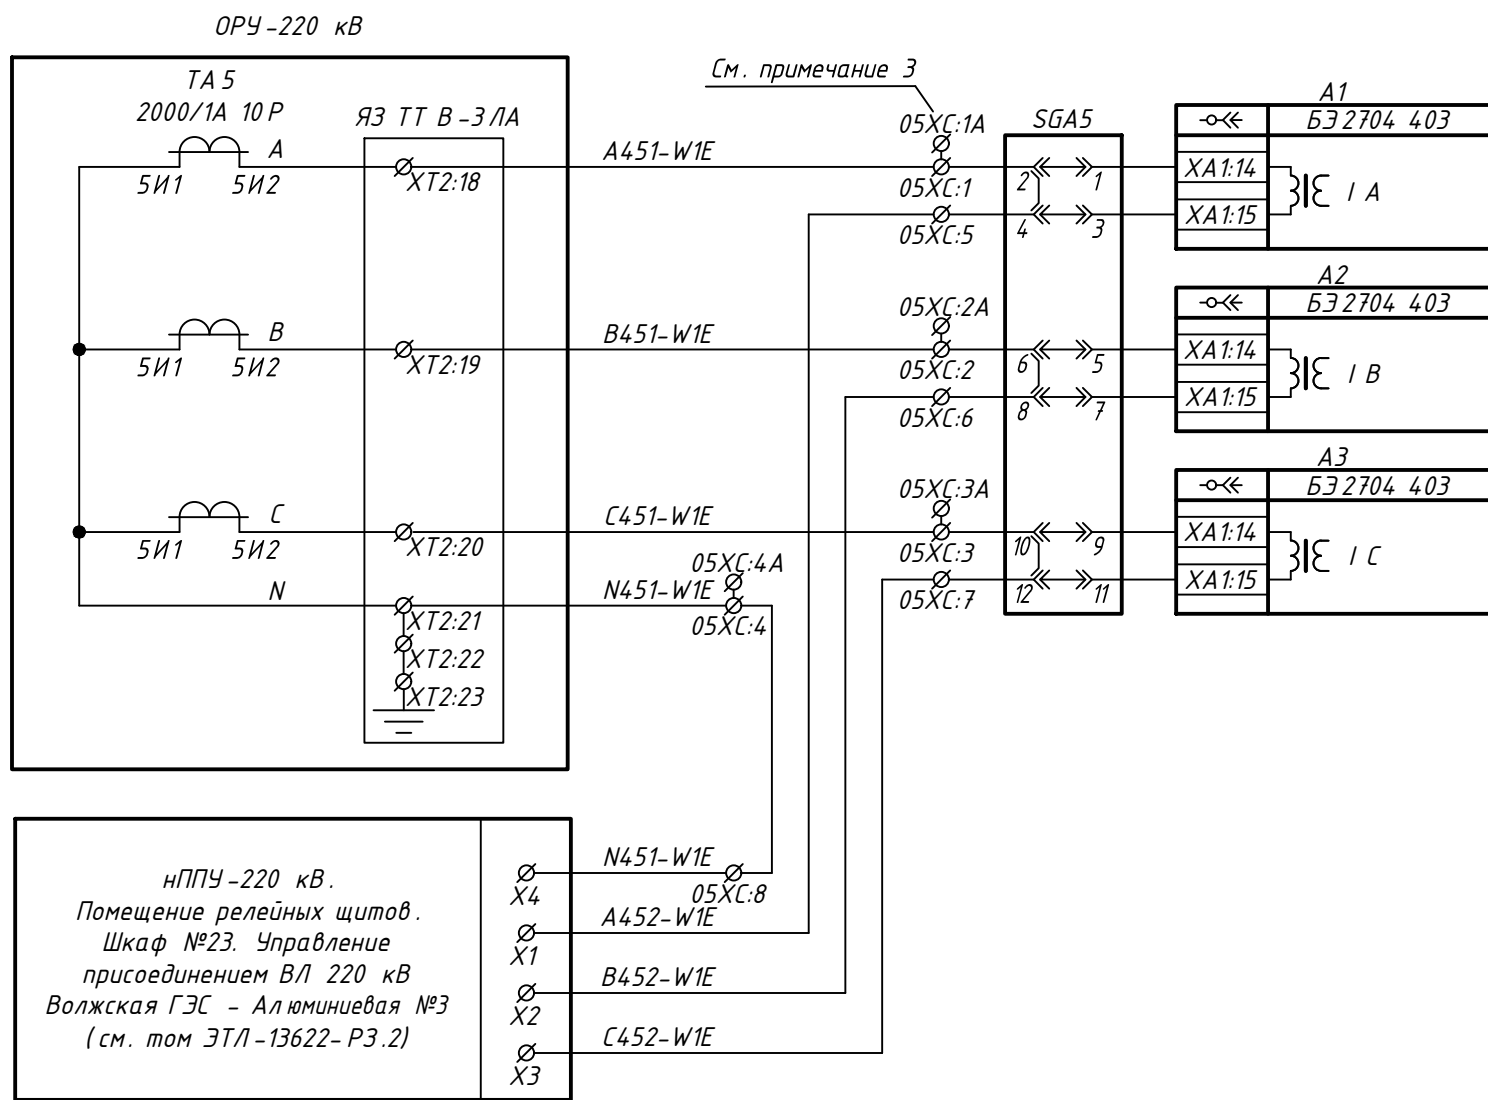 ОРУ-220 кВ
ТА5
2000/1А 10Р
ЯЗ ТТ В-3ЛА
См. примечание 3
A
5И1 5И2
XT2:18
A451-W1E
05XC:1A
05XC:1
05XC:5
SGA5
2 1
4 3
A1
БЭ2704 403
XA1:14
XA1:15
I A
B
5И1 5И2
XT2:19
B451-W1E
05XC:2A
05XC:2
05XC:6
6 5
8 7
A2
БЭ2704 403
XA1:14
XA1:15
I B
C
5И1 5И2
XT2:20
C451-W1E
05XC:3A
05XC:3
05XC:7
10 9
12 11
A3
БЭ2704 403
XA1:14
XA1:15
I C
N
XT2:21
XT2:22
XT2:23
N451-W1E
05XC:4A
05XC:4
нППУ-220 кВ.
Помещение релейных щитов.
Шкаф №23. Управление
присоединением ВЛ 220 кВ
Волжская ГЭС - Алюминиевая №3
(см. том ЭТЛ-13622-РЗ.2)
X4
X1
X2
X3
N451-W1E
05XC:8
A452-W1E
B452-W1E
C452-W1E